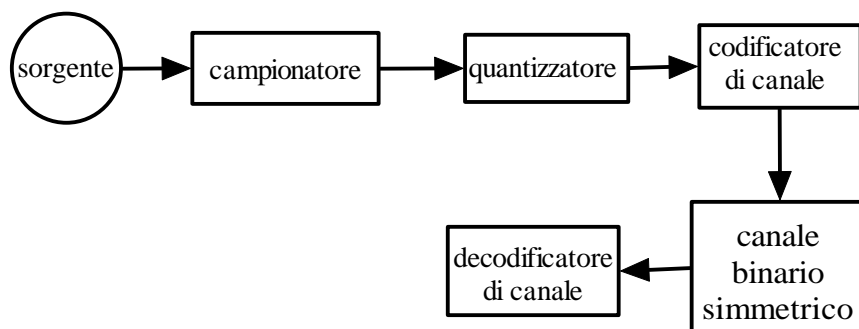 sorgente
campionatore
quantizzatore
codificatore
di canale
canale
binario
simmetrico
decodificatore
di canale